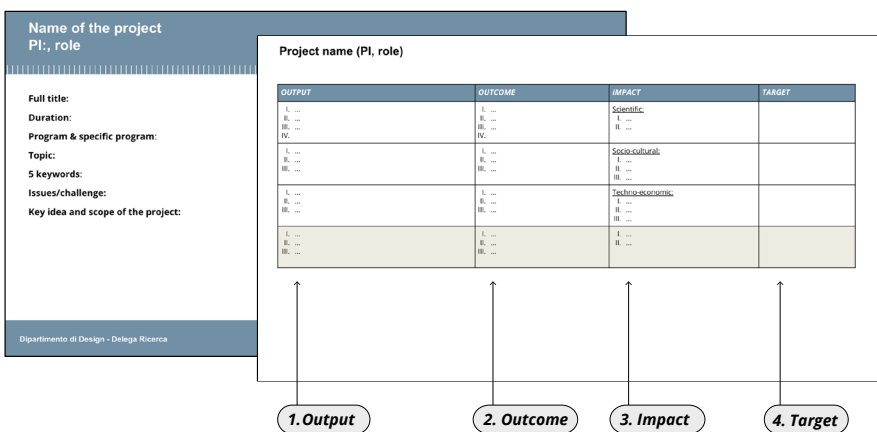 Name of the project
PI:, role
Full title:
Duration:
Program & specific program:
Topic:
5 keywords:
Issues/challenge:
Key idea and scope of the project:
Dipartimento di Design - Delega Ricerca
Project name (PI, role)
OUTPUT OUTCOME IMPACT TARGET
I. ...
II. ...
III. ...
IV.
I. ...
II. ...
III. ...
IV.
Scientific:
I. ...
II. ...
I. ...
II. ...
III. ...
I. ...
II. ...
III. ...
Socio-cultural:
I. ...
II. ...
III. ...
I. ...
II. ...
III. ...
I. ...
II. ...
III. ...
Techno-economic:
I. ...
II. ...
III. ...
I. ...
II. ...
III. ...
I. ...
II. ...
III. ...
I. ...
II. ...
1. Output
2. Outcome
3. Impact
4. Target